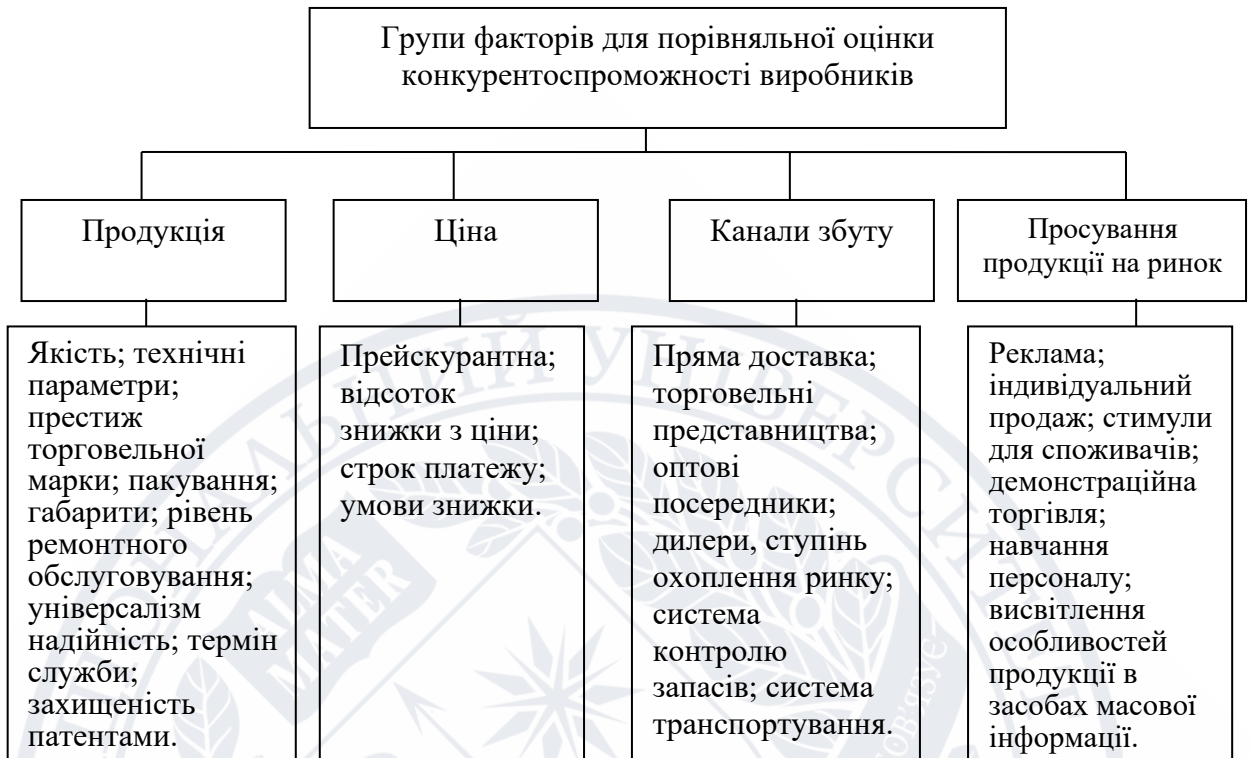 Групи факторів для порівняльної оцінки
конкурентоспроможності виробників
Продукція
Ціна
Канали збуту
Просування
продукції на ринок
Якість; технічні
параметри;
престиж
торговельної
марки; пакування;
габарити; рівень
ремонтного
обслуговування;
універсалізм
надійність; термін
служби;
захищеність
патентами.
Прейскурантна;
відсоток
знижки з ціни;
строк платежу;
умови знижки.
Пряма доставка;
торговельні
представництва;
оптові
посередники;
дилери, ступінь
охоплення ринку;
система
контролю
запасів; система
транспортування.
Реклама;
індивідуальний
продаж; стимули
для споживачів;
демонстраційна
торгівля;
навчання
персоналу;
висвітлення
особливостей
продукції в
засобах масової
інформації.
ALMA
MATER